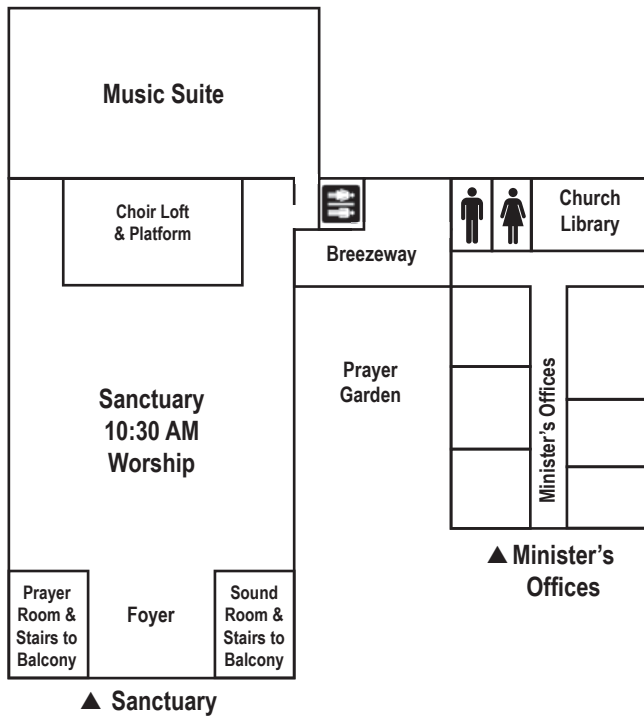 Music Suite
Choir Loft
& Platform
Church
Library
Breezeway
Prayer
Garden
Sanctuary
10:30 AM
Worship
Minister's Offices
▲ Minister's
Offices
Prayer
Room &
Stairs to
Balcony
Foyer
Sound
Room &
Stairs to
Balcony
▲ Sanctuary